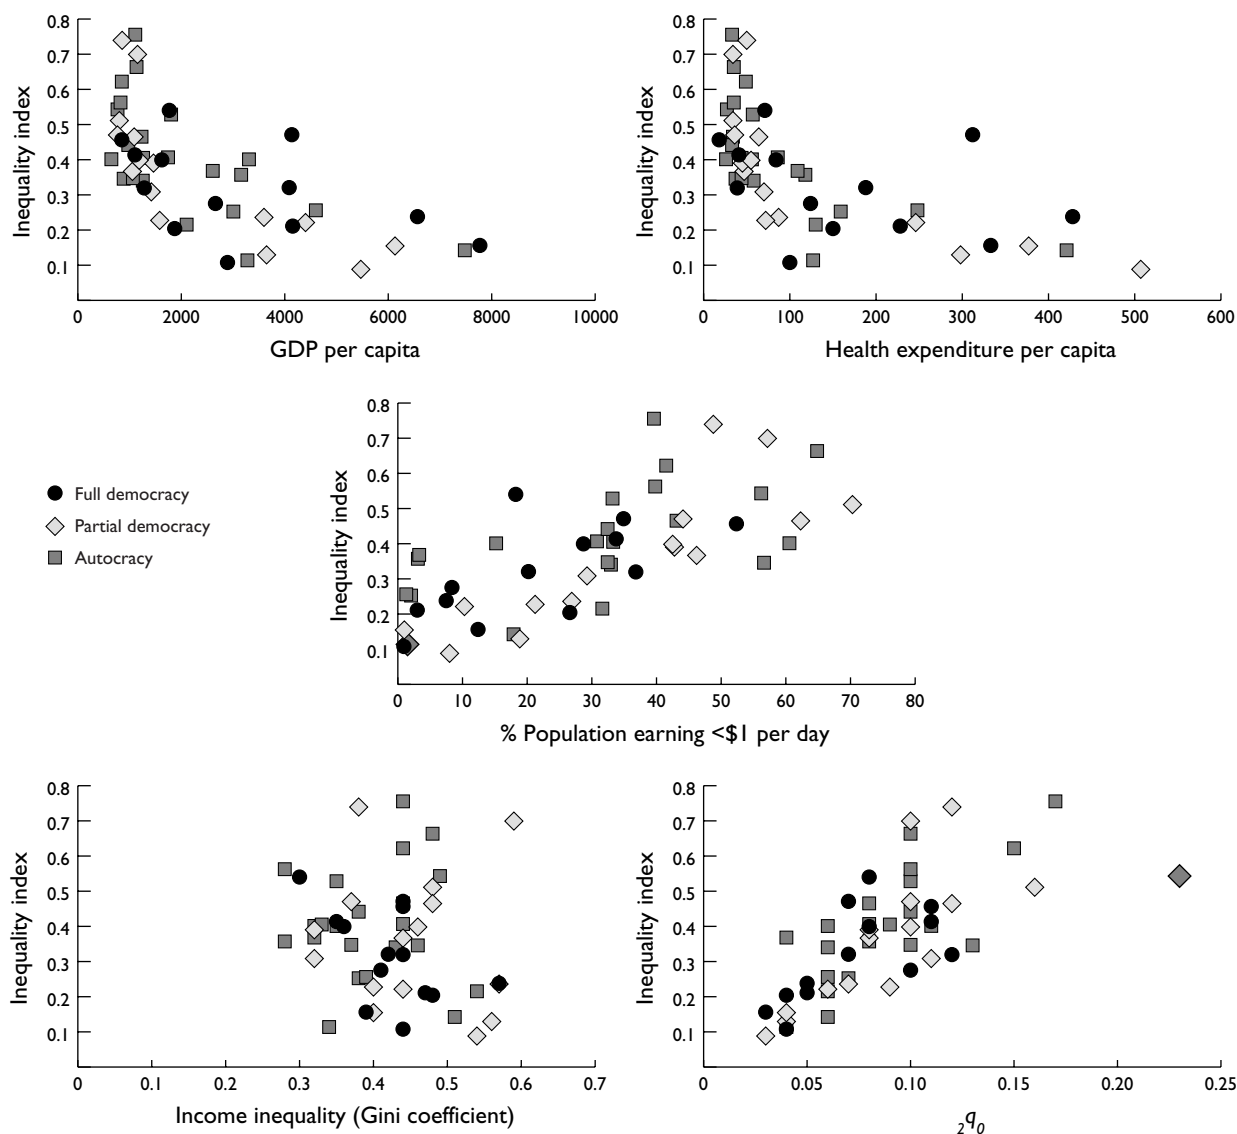 0.8
0.7
0.6
0.5
0.4
0.3
0.2
0.1
Inequality index
0 2000 4000 6000 8000 10000
GDP per capita
0.8
0.7
0.6
0.5
0.4
0.3
0.2
0.1
Inequality index
0 100 200 300 400 500 600
Health expenditure per capita
Full democracy
Partial democracy
Autocracy
0.8
0.7
0.6
0.5
0.4
0.3
0.2
0.1
Inequality index
0 10 20 30 40 50 60 70 80
% Population earning <$1 per day
0.8
0.7
0.6
0.5
0.4
0.3
0.2
0.1
Inequality index
0 0.1 0.2 0.3 0.4 0.5 0.6 0.7
Income inequality (Gini coefficient)
0.8
0.7
0.6
0.5
0.4
0.3
0.2
0.1
Inequality index
0 0.05 0.10 0.15 0.20 0.25
₂q₀